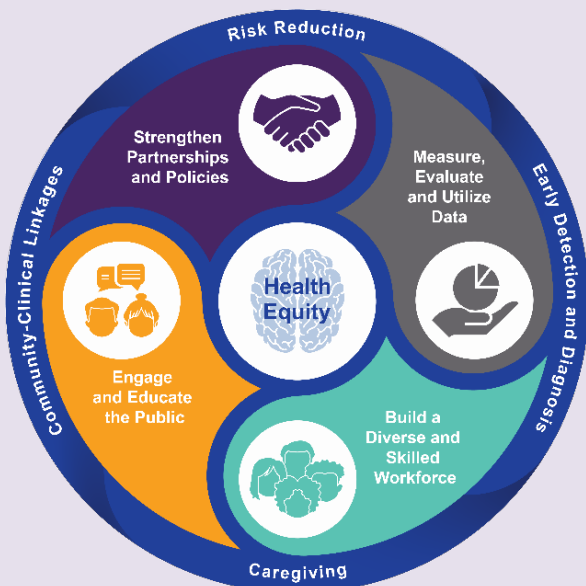 Risk Reduction
Strengthen
Partnerships
and Policies
Measure,
Evaluate
and Utilize
Data
Early Detection and Diagnosis
Community-Clinical Linkages
Health
Equity
Engage
and Educate
the Public
Build a
Diverse and
Skilled
Workforce
Caregiving